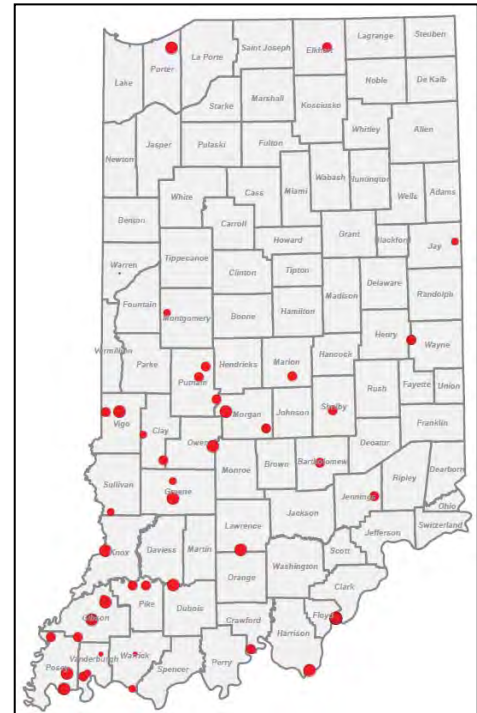 Steuben
Lagrange
Saint Joseph
Elkhart
La Porte
Porter
Lake
Noble
De Kalb
Marshall
Kosciusko
Starke
Whitley
Allen
Jasper
Pulaski
Fulton
Newton
Wabash
Huntington
Cass
Miami
White
Wells
Adams
Carroll
Benton
Grant
Blackford
Howard
Jay
Tippecanoe
Warren
Clinton
Tipton
Delaware
Madison
Randolph
Fountain
Montgomery
Boone
Hamilton
Henry
Wayne
Vermillion
Parke
Hendricks
Marion
Hancock
Putnam
Rush
Fayette
Union
Vigo
Morgan
Johnson
Shelby
Clay
Franklin
Owen
Decatur
Monroe
Brown
Bartholomew
Sullivan
Greene
Ripley
Dearborn
Jennings
Ohio
Jackson
Lawrence
Switzerland
Jefferson
Knox
Daviess
Martin
Scott
Washington
Orange
Clark
Pike
Dubois
Gibson
Crawford
Floyd
Harrison
Perry
Posey
Vanderburgh
Warrick
Spencer